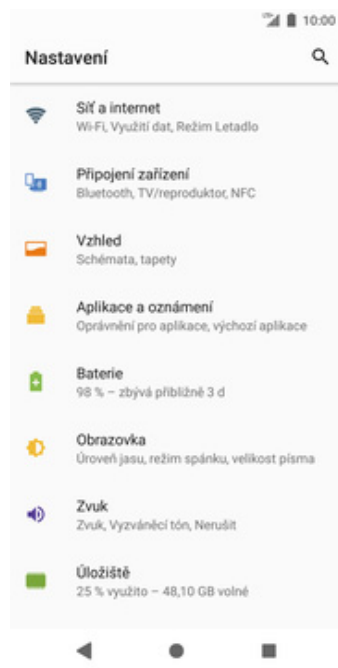 10:00
Nastavení
Síť a internet
Wi-Fi, Využití dat, Režim Letadlo
Připojení zařízení
Bluetooth, TV/reproduktor, NFC
Vzhled
Schémata, tapety
Aplikace a oznámení
Oprávnění pro aplikace, výchozí aplikace
Baterie
98 % – zbývá přibližně 3 d
Obrazovka
Úroveň jasu, režim spánku, velikost písma
Zvuk
Zvuk, Vyzváněcí tón, Nerušit
Úložiště
25 % využito – 48,10 GB volné